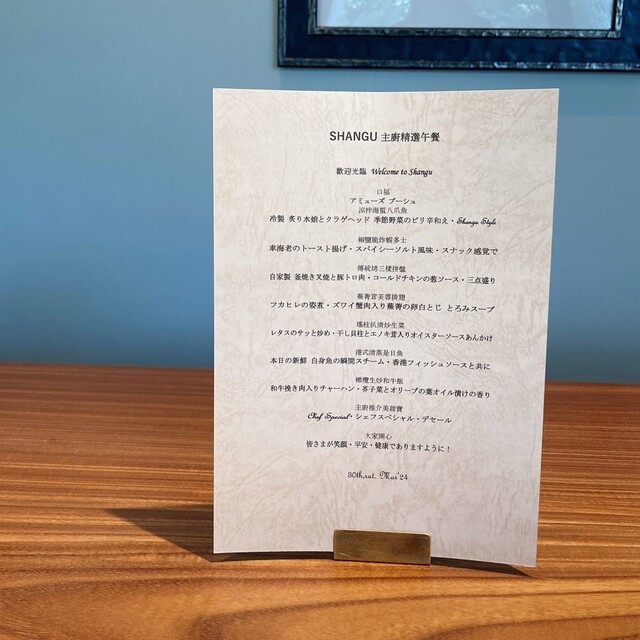 SHANGU 主廚精選午餐
歡迎光臨 Welcome to Shangu
口福
アミューズ ブーシュ
涼拌海蜇八爪魚
冷製 炙り水蛸とクラゲヘッド 季節野菜のピリ辛和え・Shangu Style
椒鹽脆炸蝦多士
車海老のトースト揚げ・スパイシーソルト風味・スナック感覚で
傳統烤三樣拼盤
自家製 釜焼き叉焼と豚トロ肉・コールドチキンの葱ソース・三点盛り
蕪菁茸芙蓉排翅
フカヒレの姿煮・ズワイ蟹肉入り蕪菁の卵白とじ とろみスープ
瑤柱扒清炒生菜
レタスのサッと炒め・干し貝柱とエノキ茸入りオイスターソースあんかけ
港式清蒸是日魚
本日の新鮮 白身魚の瞬間スチーム・香港フィッシュソースと共に
橄欖生炒和牛飯
和牛挽き肉入りチャーハン・芥子菜とオリーブの葉オイル漬けの香り
主廚推介美甜寶
Chef Special・シェフスペシャル・デセール
大家開心
皆さまが笑顔・平安・健康でありますように！
30th,sat. Mar'24